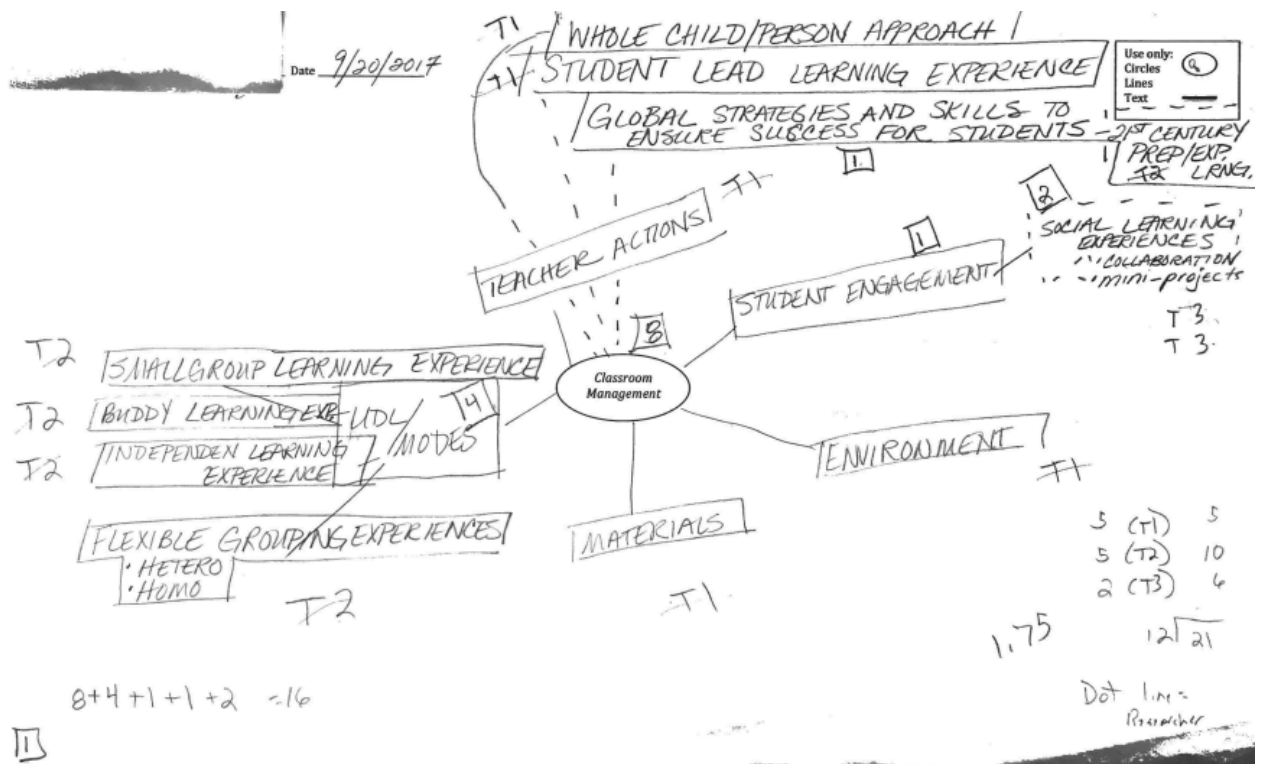 Date 9/20/2017
T1
WHOLE CHILD/PERSON APPROACH
T1
STUDENT LEAD LEARNING EXPERIENCE
Use only:
Circles
Lines
Text
GLOBAL STRATEGIES AND SKILLS TO
ENSURE SUCCESS FOR STUDENTS - 21ST CENTURY
PREP/EXP.
T2 LRNG.
1
TEACHER ACTIONS
T1
1
STUDENT ENGAGEMENT
2
SOCIAL LEARNING
EXPERIENCES
COLLABORATION
mini-projects
T3
T3
8
Classroom
Management
T2
SMALLGROUP LEARNING EXPERIENCE
T2
BUDDY LEARNING EXP.
T2
INDEPENDEN LEARNING
EXPERIENCE
UDL/
MODES
4
FLEXIBLE GROUPING EXPERIENCES
• HETERO
• HOMO
T2
MATERIALS
T1
ENVIRONMENT
T1
5 (T1) 5
5 (T2) 10
2 (T3) 6
1.75
12 21
8+4+1+1+2 =16
Dot line =
Researcher
1